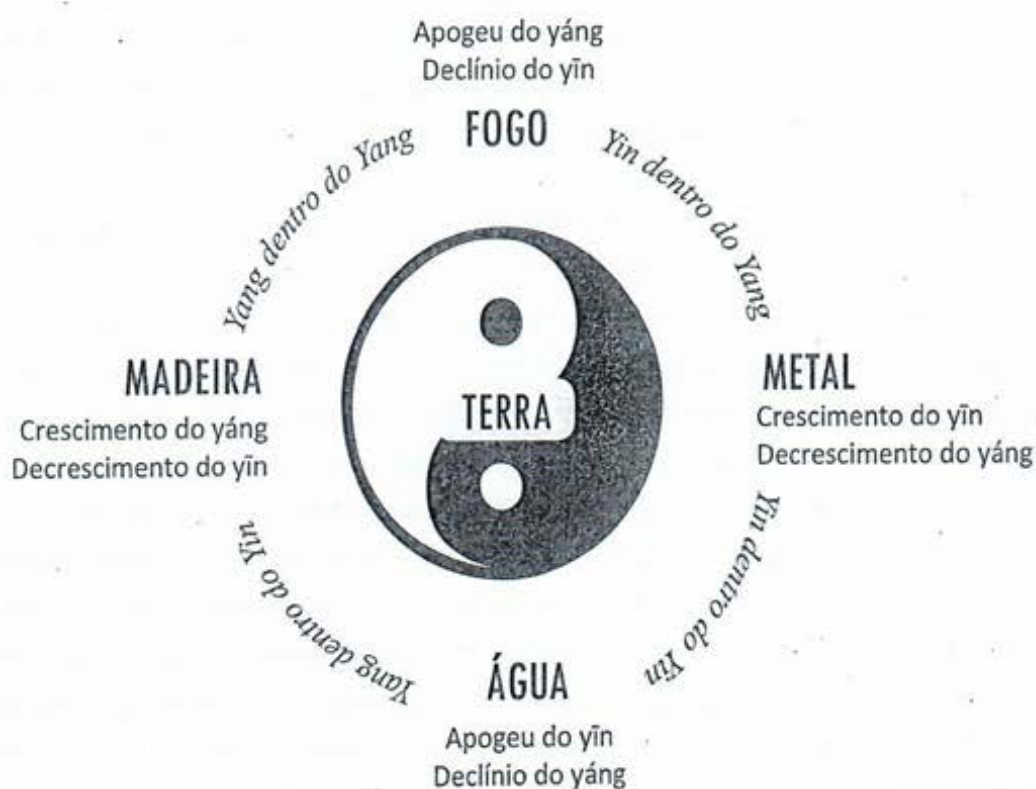 Apogeu do yáng
Declínio do yīn
FOGO
Yang dentro do Yang
Yin dentro do Yang
MADEIRA
Crescimento do yáng
Decrescimento do yīn
TERRA
METAL
Crescimento do yīn
Decrescimento do yáng
Yang dentro do Yin
Yin dentro do Yin
ÁGUA
Apogeu do yīn
Declínio do yáng